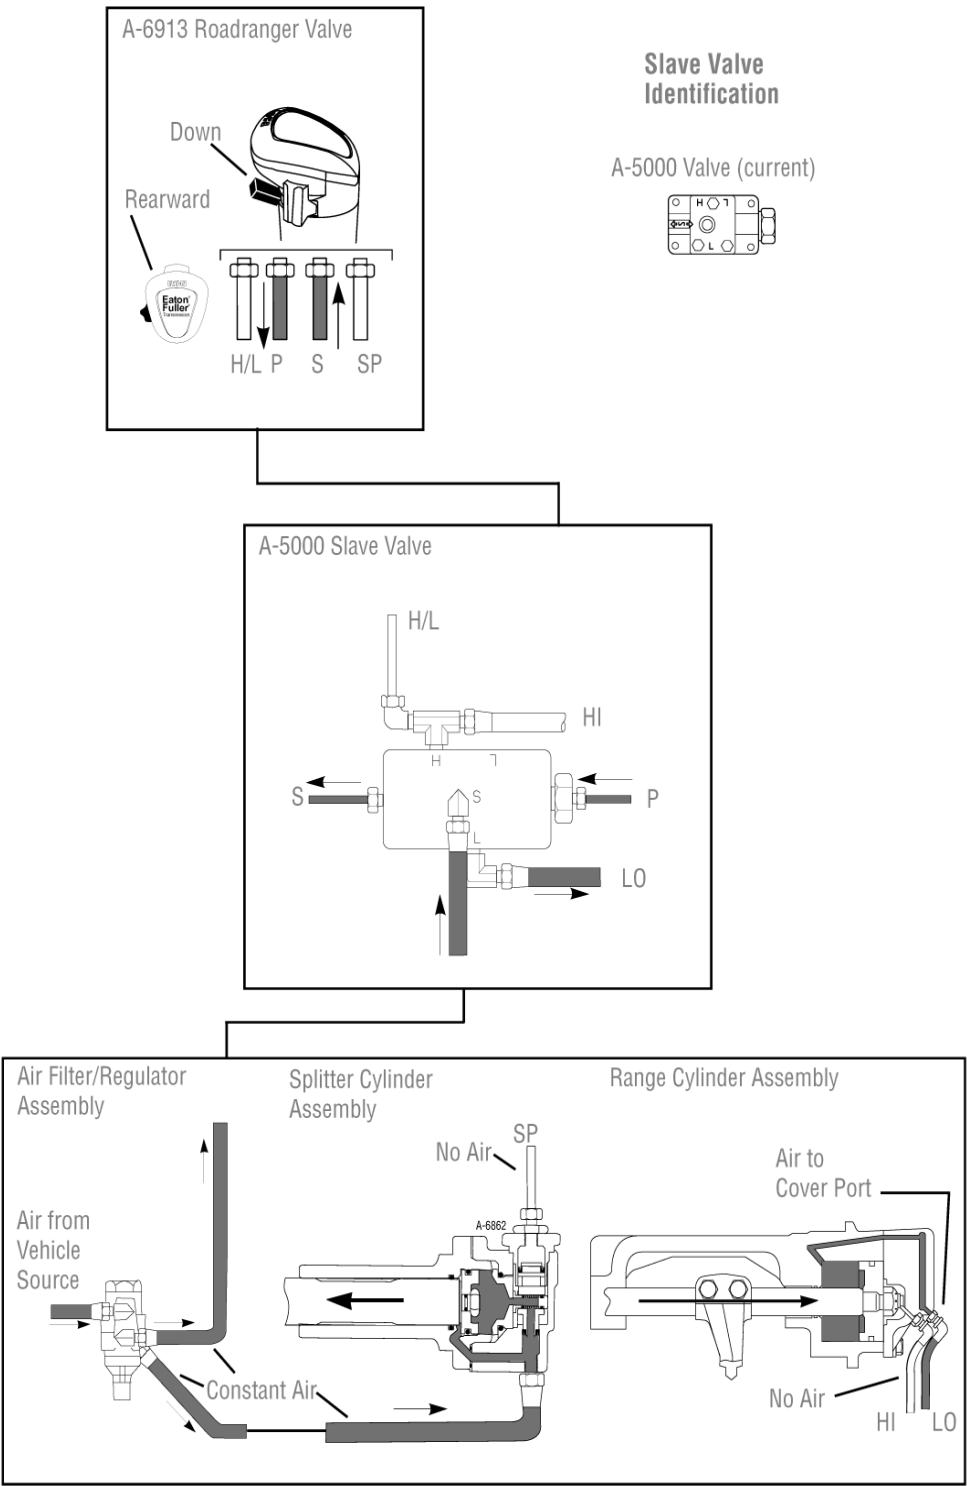 A-6913 Roadranger Valve
Slave Valve
Identification
Down
A-5000 Valve (current)
Rearward
H L
S
L
EATON
Eaton
Fuller
H/L P S SP
A-5000 Slave Valve
H/L
HI
H L
S
S
P
L
LO
Air Filter/Regulator
Assembly
Splitter Cylinder
Assembly
Range Cylinder Assembly
SP
No Air
Air to
Cover Port
A-6862
Air from
Vehicle
Source
Constant Air
No Air
HI LO